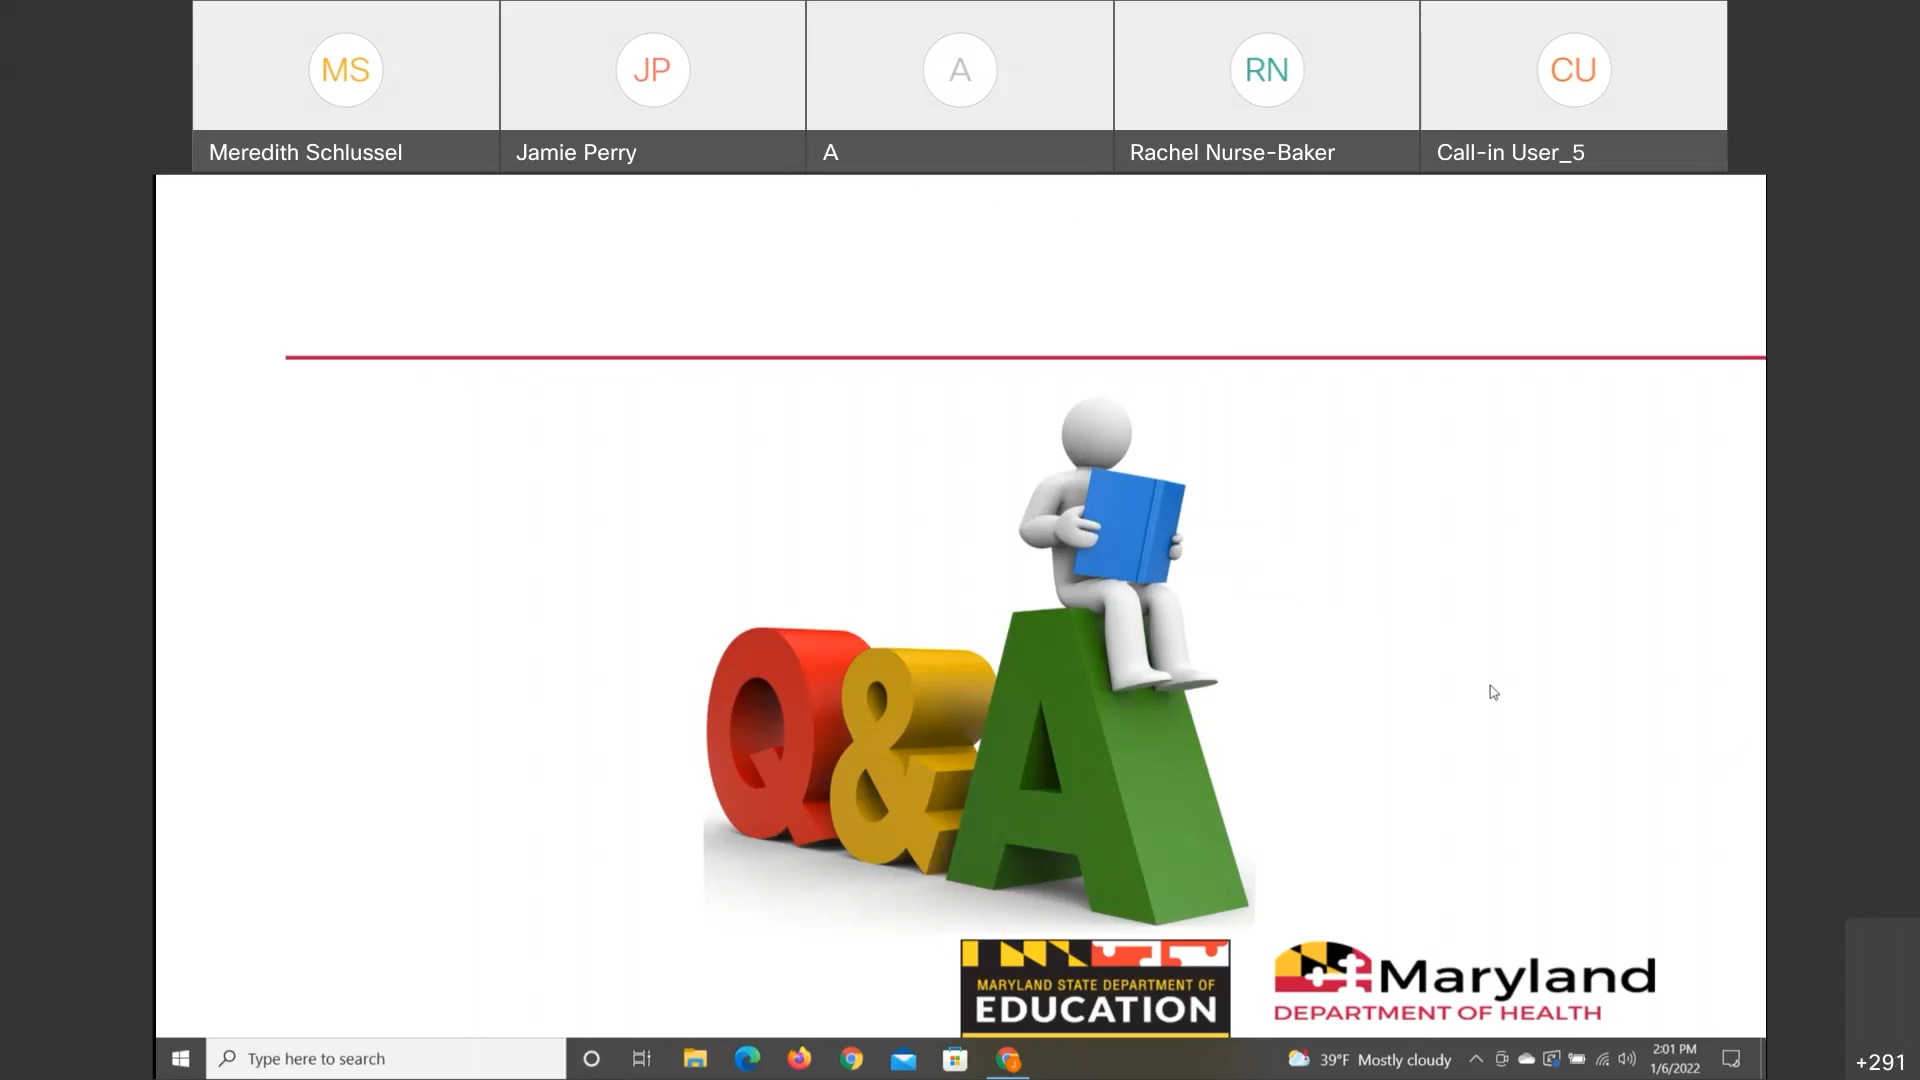 MS
JP
A
RN
CU
Meredith Schlussel
Jamie Perry
A
Rachel Nurse-Baker
Call-in User_5
Q&A
MARYLAND STATE DEPARTMENT OF
EDUCATION
Maryland
DEPARTMENT OF HEALTH
Type here to search
39°F Mostly cloudy
2:01 PM
1/6/2022
+291